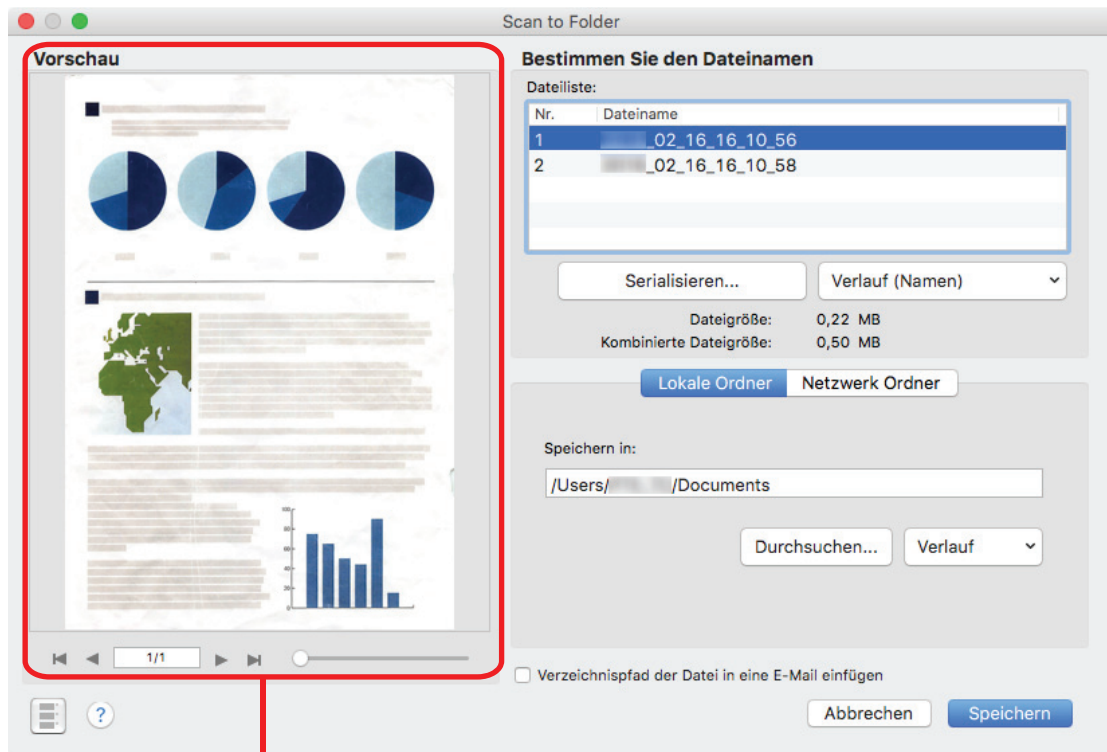 Scan to Folder
Vorschau
1/1
?
Bestimmen Sie den Dateinamen
Dateiliste:
Nr. Dateiname
1 _02_16_16_10_56
2 _02_16_16_10_58
Serialisieren... Verlauf (Namen)
Dateigröße: 0,22 MB
Kombinierte Dateigröße: 0,50 MB
Lokale Ordner Netzwerk Ordner
Speichern in:
/Users/ /Documents
Durchsuchen... Verlauf
Verzeichnispfad der Datei in eine E-Mail einfügen
Abbrechen Speichern